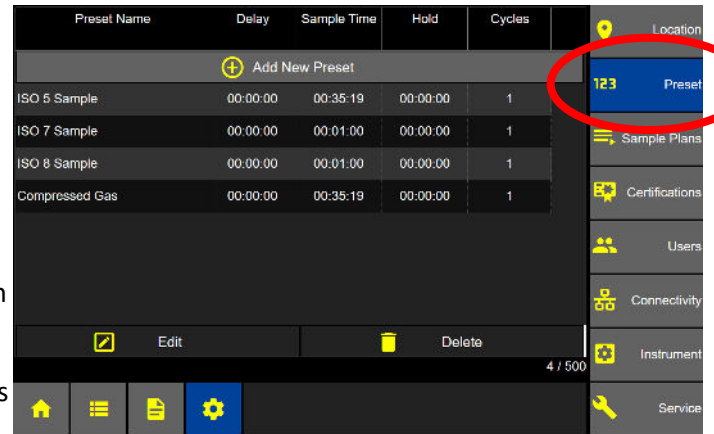 Preset Name Delay Sample Time Hold Cycles
Add New Preset
ISO 5 Sample 00:00:00 00:35:19 00:00:00 1
ISO 7 Sample 00:00:00 00:01:00 00:00:00 1
ISO 8 Sample 00:00:00 00:01:00 00:00:00 1
Compressed Gas 00:00:00 00:35:19 00:00:00 1
Edit Delete
4 / 500
Location
123 Preset
Sample Plans
Certifications
Users
Connectivity
Instrument
Service